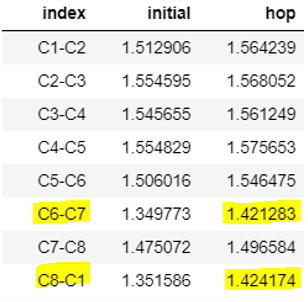 index initial hop
C1-C2 1.512906 1.564239
C2-C3 1.554595 1.568052
C3-C4 1.545655 1.561249
C4-C5 1.554829 1.575653
C5-C6 1.506016 1.546475
C6-C7 1.349773 1.421283
C7-C8 1.475072 1.496584
C8-C1 1.351586 1.424174